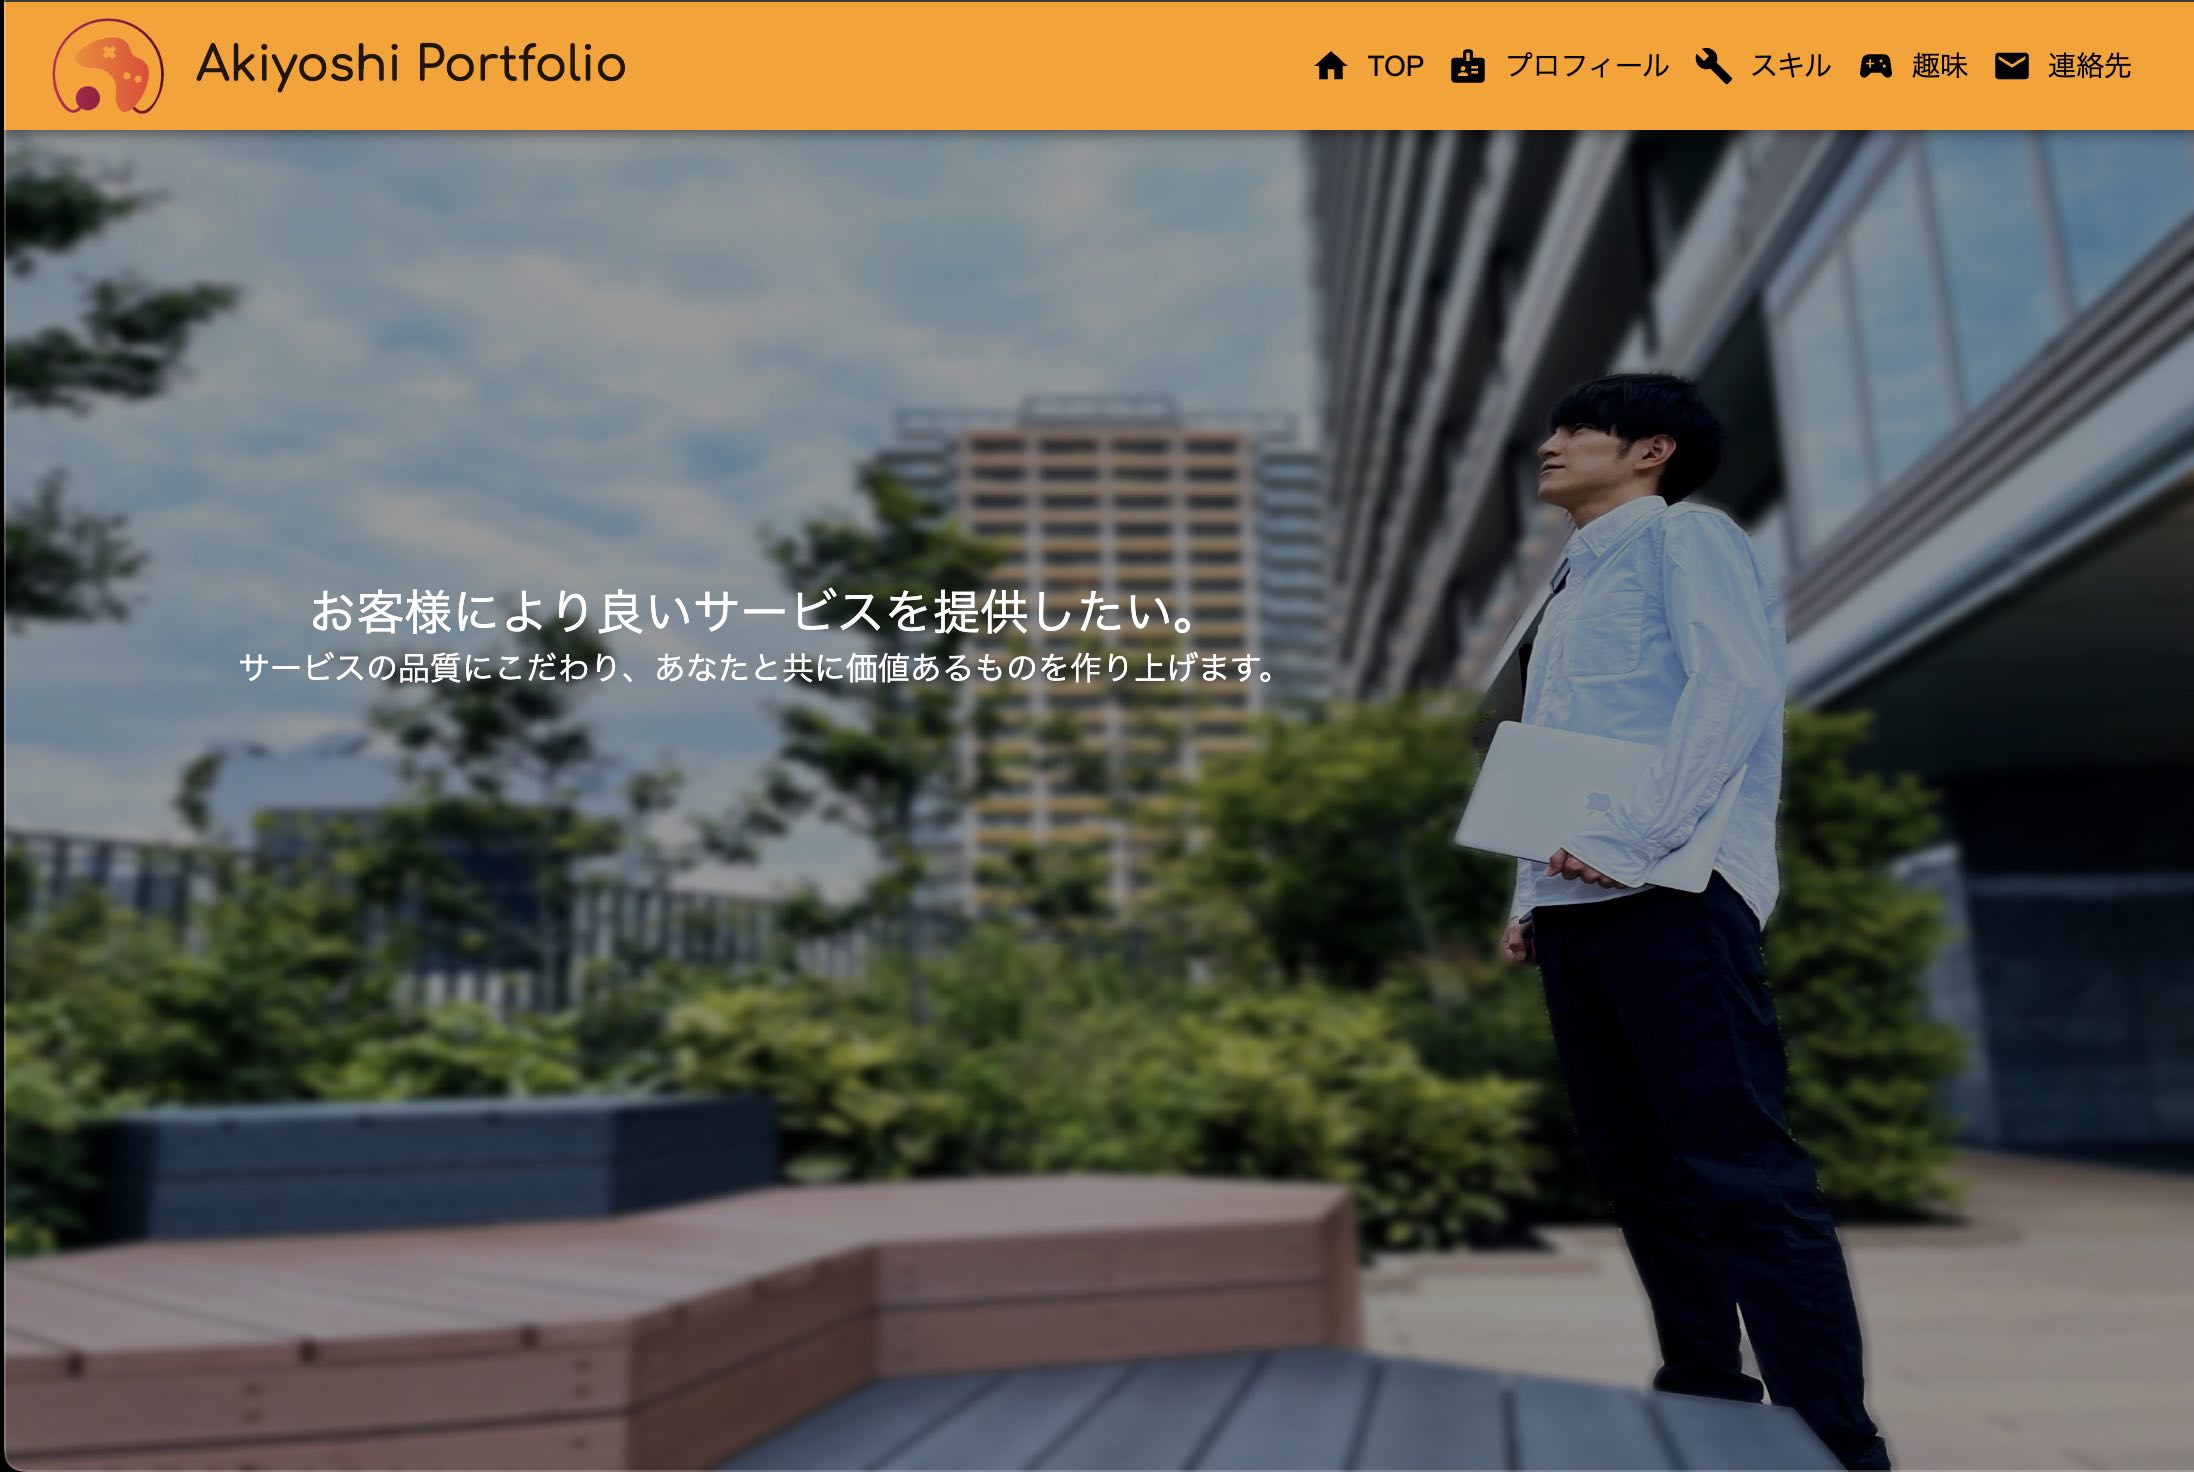 Akiyoshi Portfolio
TOP プロフィール スキル 趣味 連絡先
お客様により良いサービスを提供したい。
サービスの品質にこだわり、あなたと共に価値あるものを作り上げます。